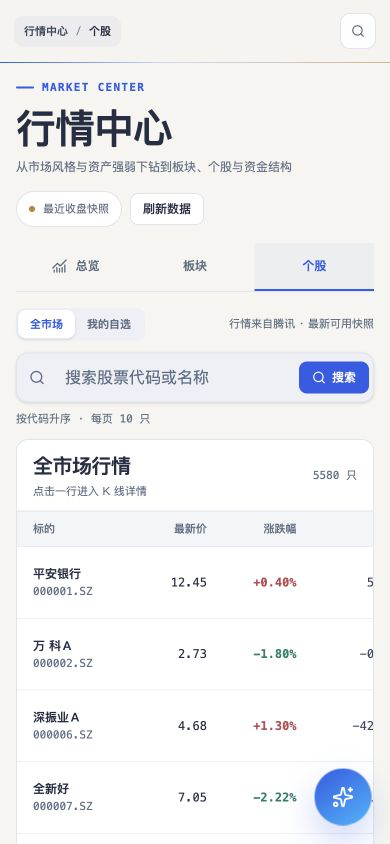 行情中心 / 个股
MARKET CENTER
行情中心
从市场风格与资产强弱下钻到板块、个股与资金结构
最近收盘快照 刷新数据
总览 板块 个股
全市场 我的自选 行情来自腾讯 · 最新可用快照
搜索股票代码或名称 搜索
按代码升序 · 每页 10 只
全市场行情
5580 只
点击一行进入 K 线详情
标的 最新价 涨跌幅
平安银行
000001.SZ
12.45 +0.40% 5
万 科A
000002.SZ
2.73 -1.80% -0
深振业A
000006.SZ
4.68 +1.30% -42
全新好
000007.SZ
7.05 -2.22%